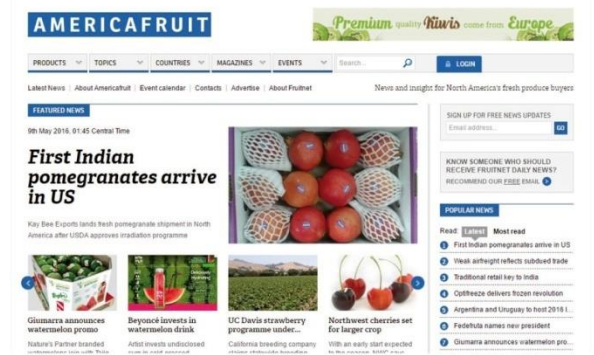 AMERICAFRUIT
Premium quality Kiwis come from Europe
PRODUCTS TOPICS COUNTRIES MAGAZINES EVENTS Search... LOGIN
Latest News About Americafruit Event calendar Contacts Advertise About Fruitnet News and insight for North America's fresh produce buyers
FEATURED NEWS
9th May 2016, 01:45 Central Time
First Indian
pomegranates arrive
in US
Kay Bee Exports lands fresh pomegranate shipment in North
America after USDA approves irradiation programme
Giumarra announces
watermelon promo
Nature's Partner branded
Beyoncé invests in
watermelon drink
Artist invests undisclosed
UC Davis strawberry
programme under...
California breeding company
Northwest cherries set
for larger crop
With an early start expected
SIGN UP FOR FREE NEWS UPDATES
Email address... GO
KNOW SOMEONE WHO SHOULD
RECEIVE FRUITNET DAILY NEWS?
RECOMMEND OUR FREE EMAIL
POPULAR NEWS
Read: Latest Most read
1 First Indian pomegranates arrive in US
2 Weak airfreight reflects subdued trade
3 Traditional retail key to India
4 Optifreeze delivers frozen revolution
5 Argentina and Uruguay to host 2016 I...
6 Fedefruta names new president
7 Giumarra announces watermelon pro...